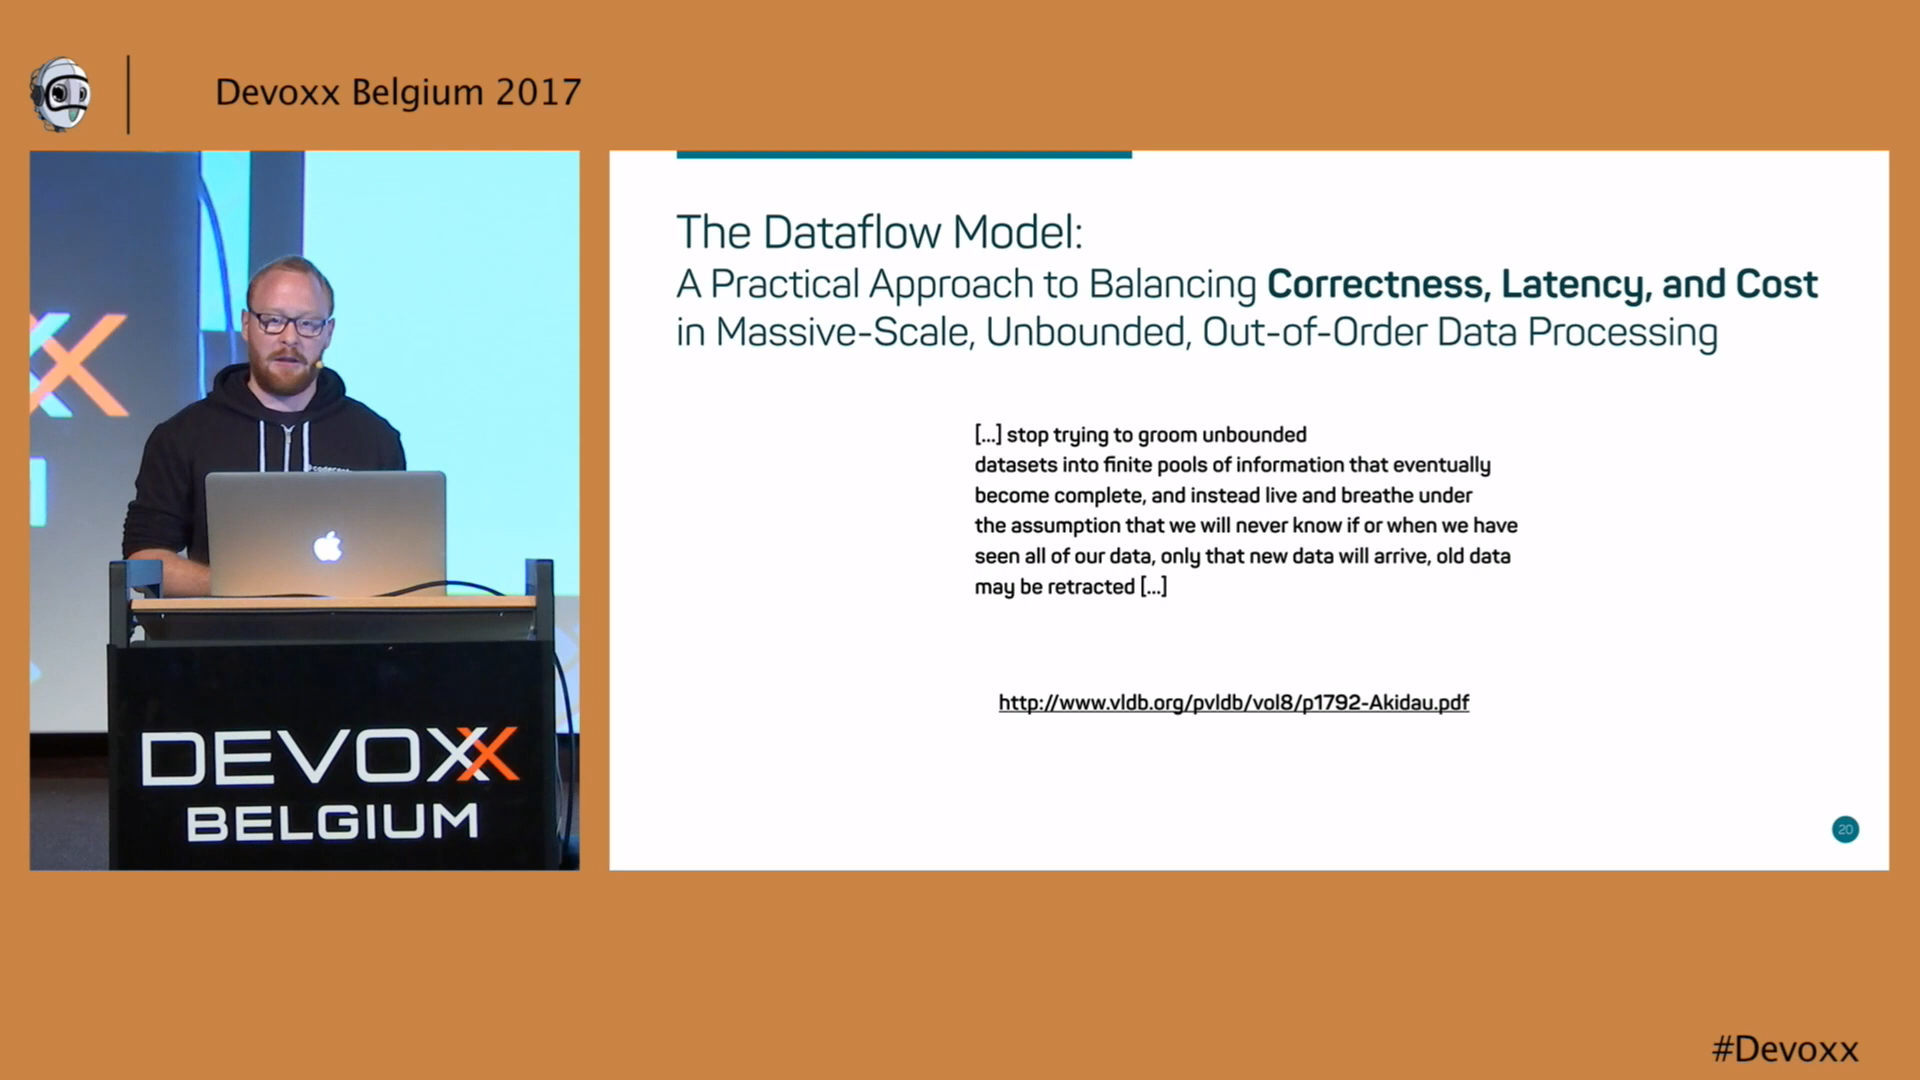 Devoxx Belgium 2017
The Dataflow Model:
A Practical Approach to Balancing Correctness, Latency, and Cost
in Massive-Scale, Unbounded, Out-of-Order Data Processing
[...] stop trying to groom unbounded
datasets into finite pools of information that eventually
become complete, and instead live and breathe under
the assumption that we will never know if or when we have
seen all of our data, only that new data will arrive, old data
may be retracted [...]
http://www.vldb.org/pvldb/vol8/p1792-Akidau.pdf
20
DEVOXX
BELGIUM
#Devoxx